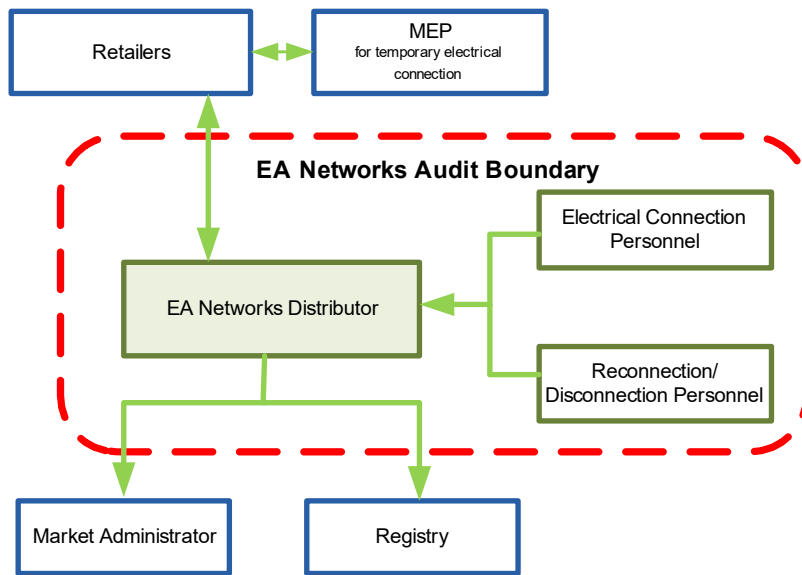 Retailers
MEP
for temporary electrical
connection
EA Networks Audit Boundary
Electrical Connection
Personnel
EA Networks Distributor
Reconnection/
Disconnection Personnel
Market Administrator
Registry